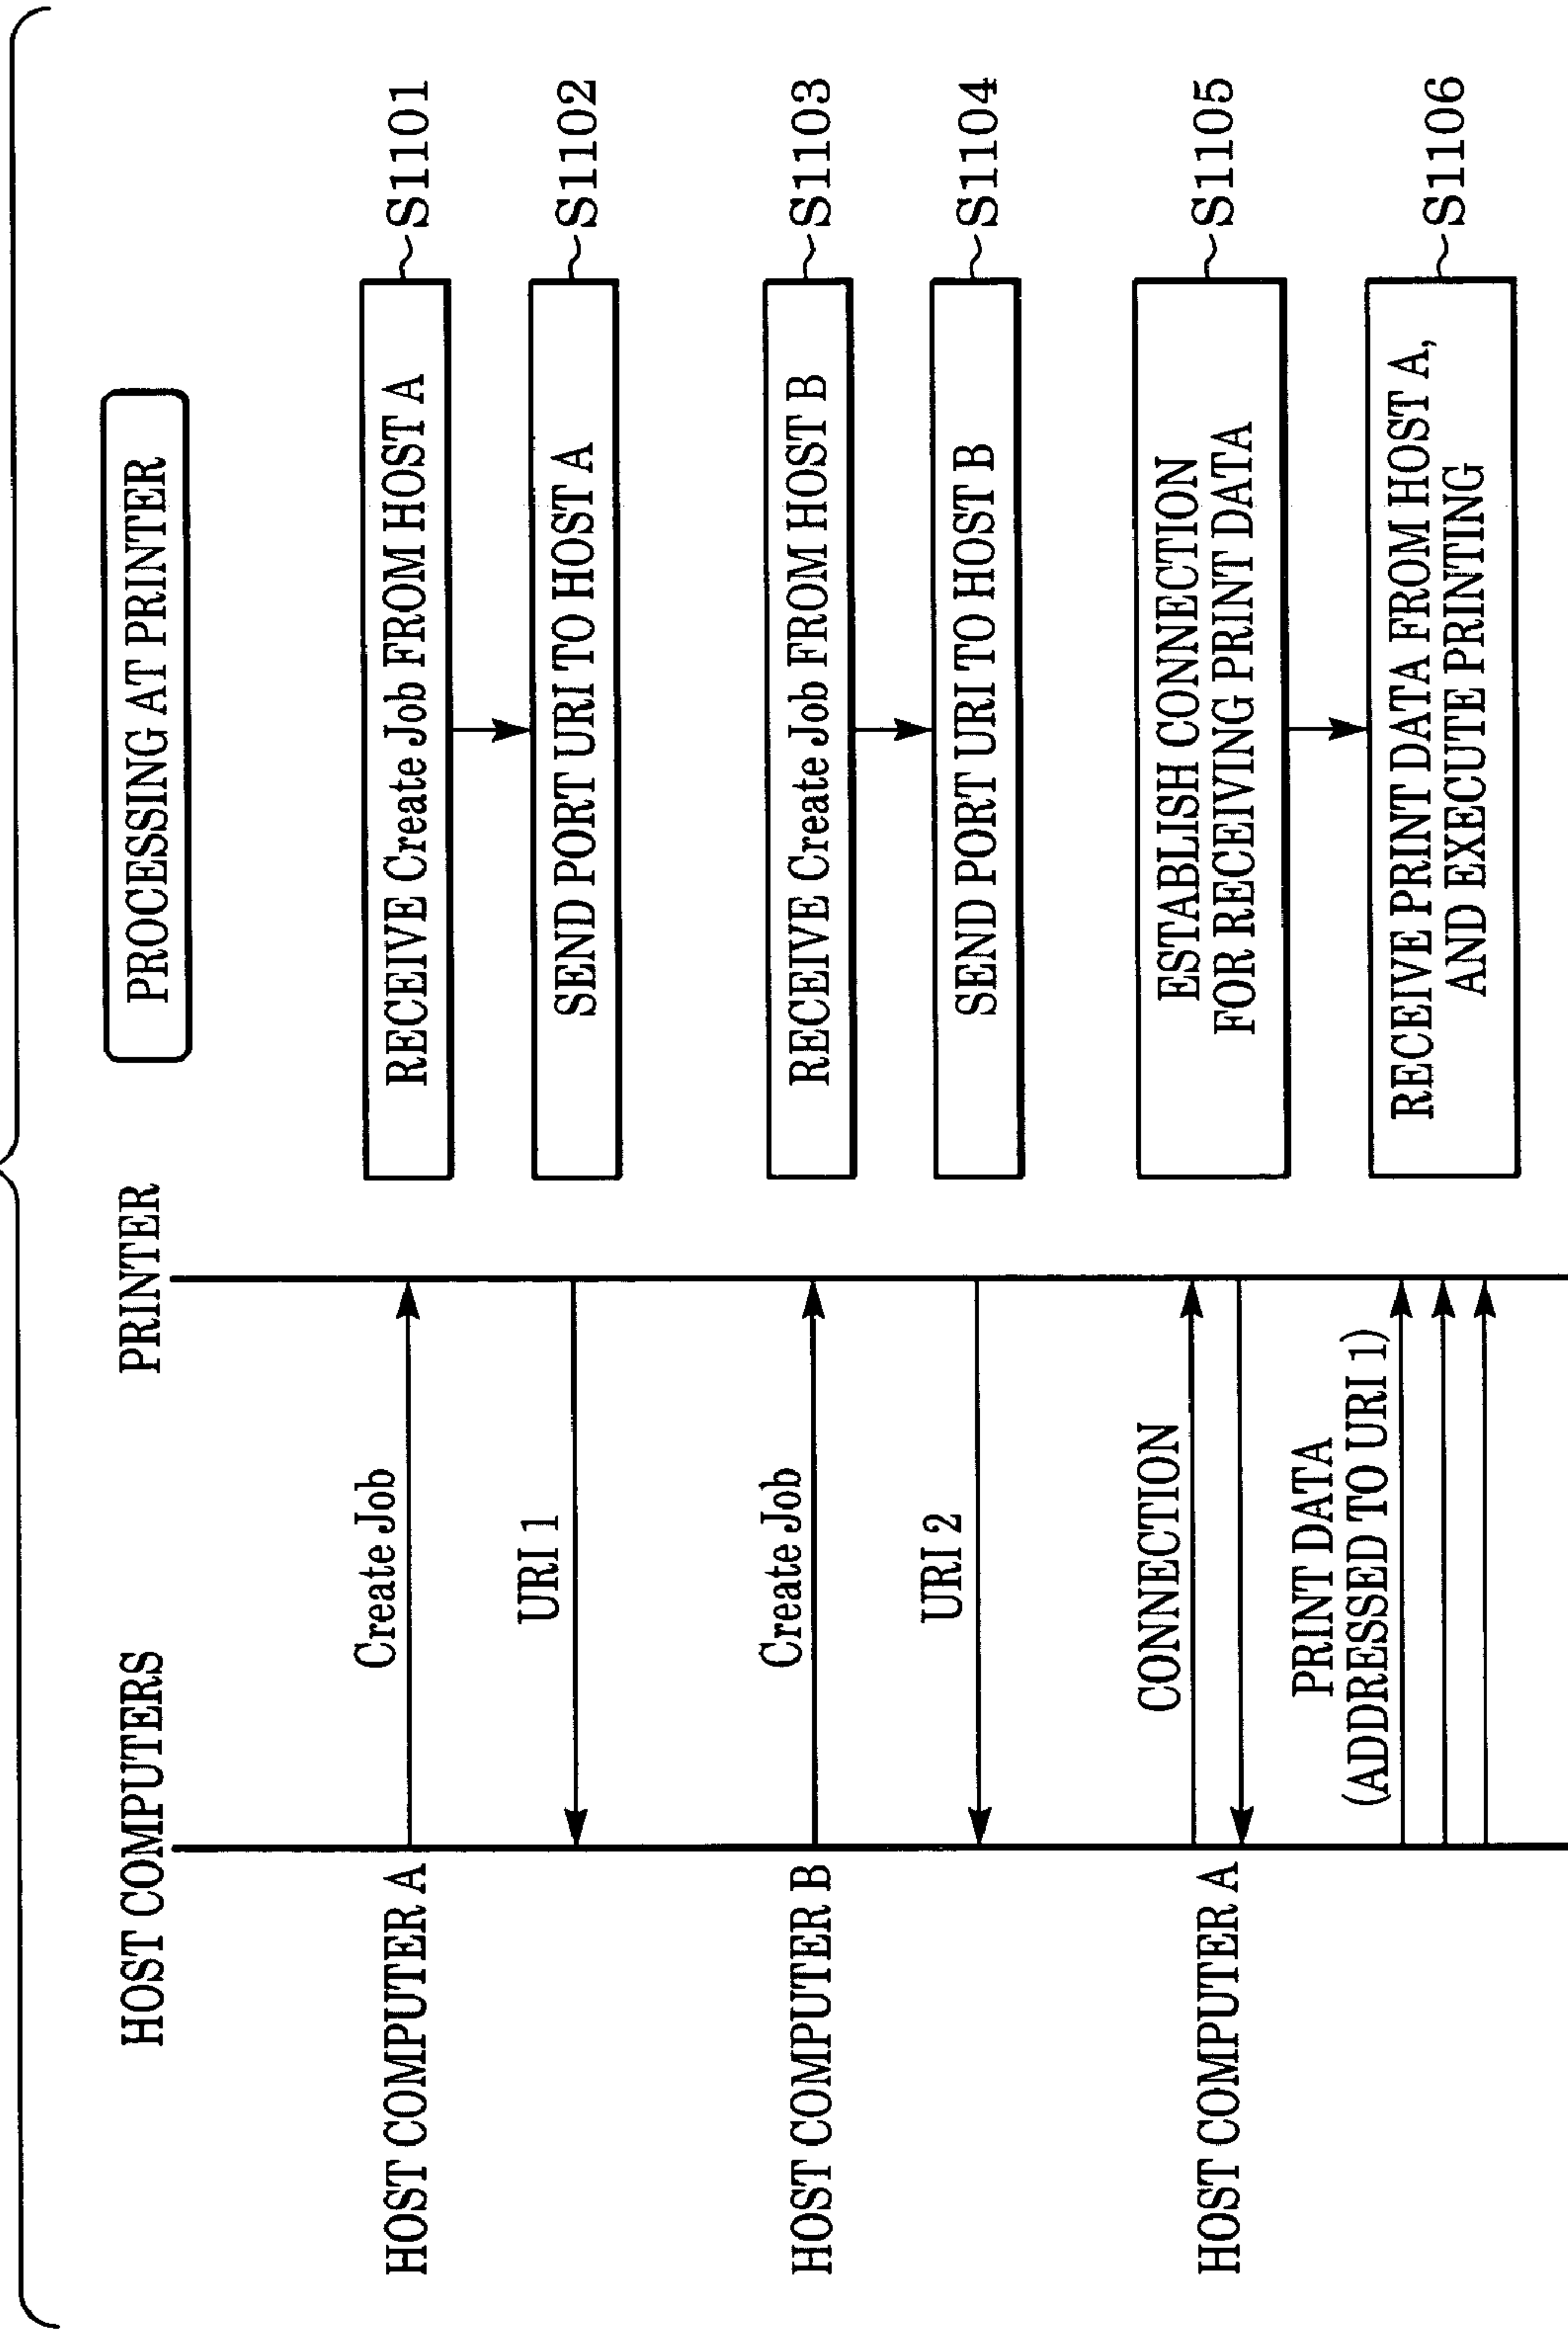 HOST COMPUTERS
PRINTER
PROCESSING AT PRINTER
HOST COMPUTER A
Create Job
RECEIVE Create Job FROM HOST A
S1101
URI 1
SEND PORT URI TO HOST A
S1102
HOST COMPUTER B
Create Job
RECEIVE Create Job FROM HOST B
S1103
URI 2
SEND PORT URI TO HOST B
S1104
HOST COMPUTER A
CONNECTION
ESTABLISH CONNECTION
FOR RECEIVING PRINT DATA
S1105
PRINT DATA
(ADDRESSED TO URI 1)
RECEIVE PRINT DATA FROM HOST A,
AND EXECUTE PRINTING
S1106